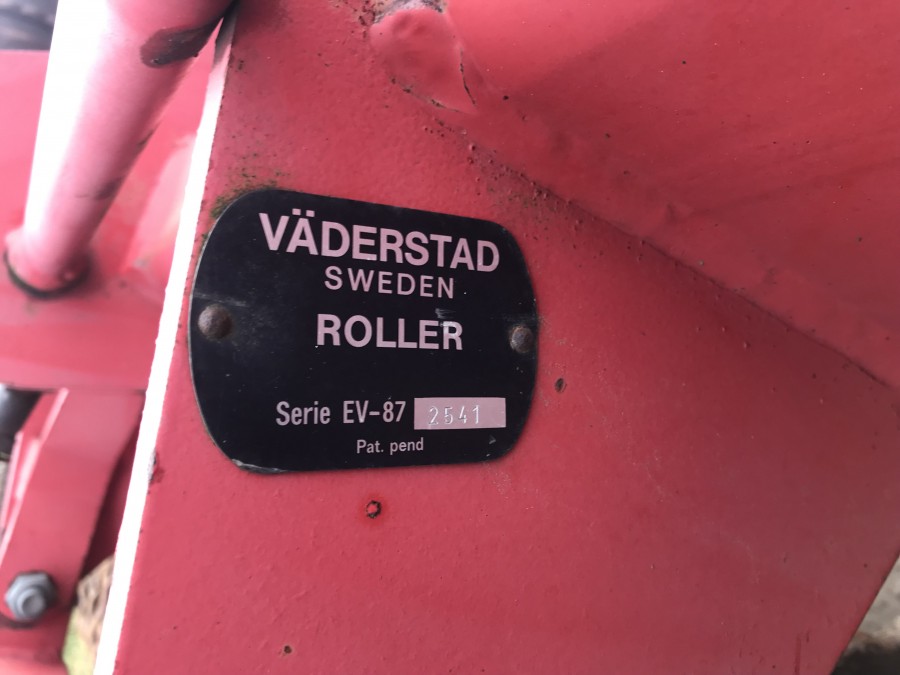 VÄDERSTAD
SWEDEN
ROLLER
Serie EV-87 2541
Pat. pend